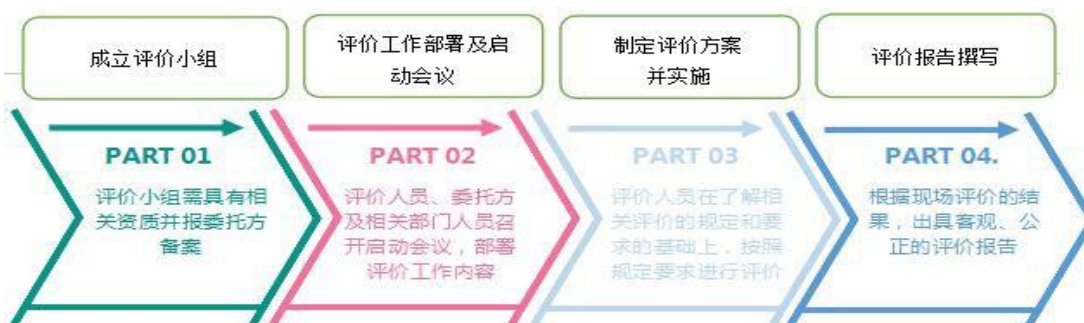 成立评价小组
评价工作部署及启
动会议
制定评价方案
并实施
评价报告撰写
PART 01
评价小组需具有相
关资质并报委托方
备案
PART 02
评价人员、委托方
及相关部门人员召
开启动会议，部署
评价工作内容
PART 03
评价人员在了解相
关评价的规定和要
求的基础上，按照
规定要求进行评价
PART 04.
根据现场评价的结
果，出具客观、公
正的评价报告